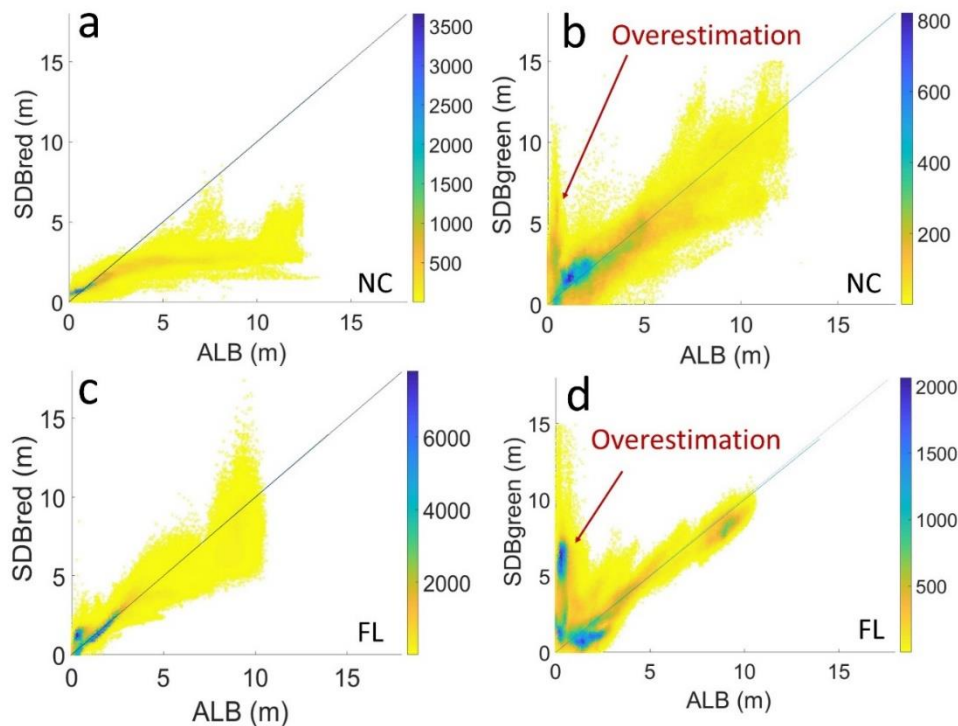 a
SDBred (m)
15
10
5
0
0 5 10 15
ALB (m)
NC
3500
3000
2500
2000
1500
1000
500
b
Overestimation
SDBgreen (m)
15
10
5
0
0 5 10 15
ALB (m)
NC
800
600
400
200
c
SDBred (m)
15
10
5
0
0 5 10 15
ALB (m)
FL
6000
4000
2000
d
Overestimation
SDBgreen (m)
15
10
5
0
0 5 10 15
ALB (m)
FL
2000
1500
1000
500